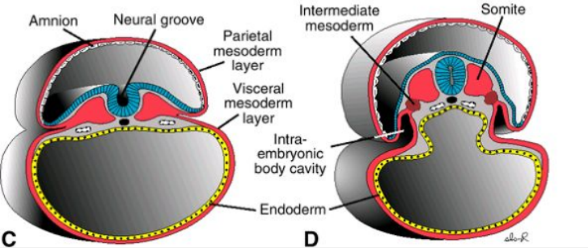 Amnion
Neural groove
Parietal
mesoderm
layer
Visceral
mesoderm
layer
Intra-
embryonic
body cavity
Endoderm
C
Intermediate
mesoderm
Somite
D